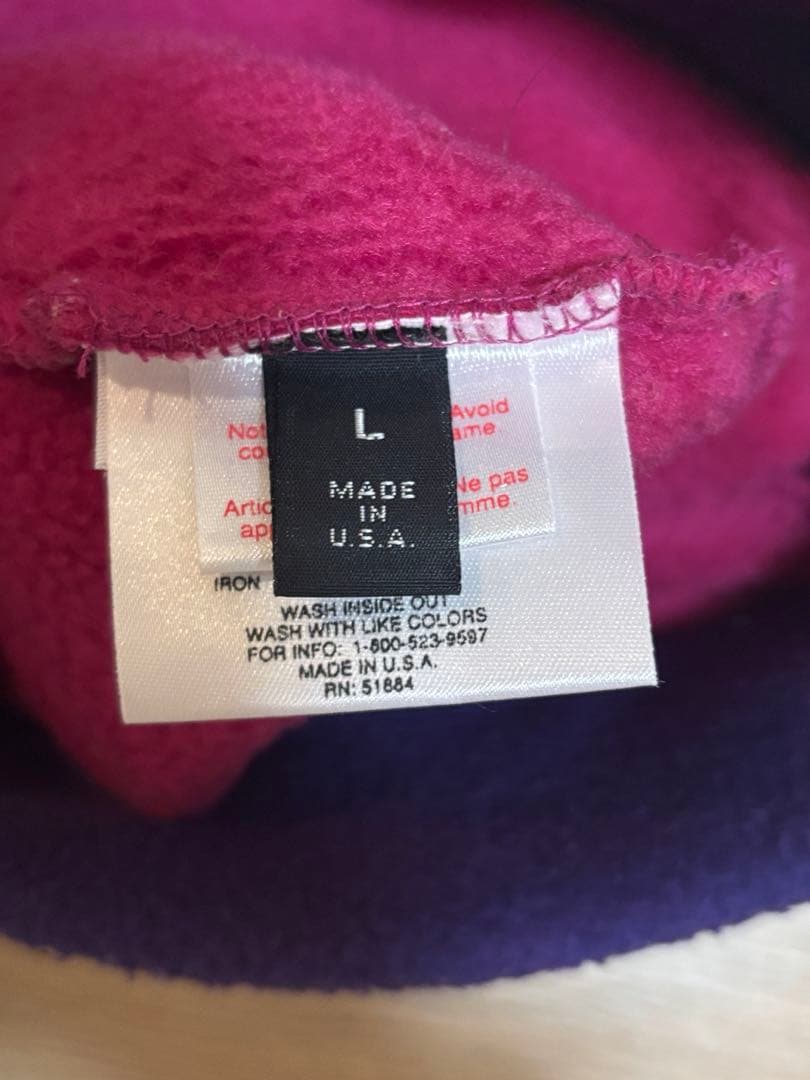 L
MADE
IN
U.S.A.
Not Avoid
co ame
Artic Ne pas
app mme.
IRON
WASH INSIDE OUT
WASH WITH LIKE COLORS
FOR INFO: 1-800-523-9597
MADE IN U.S.A.
RN: 51884